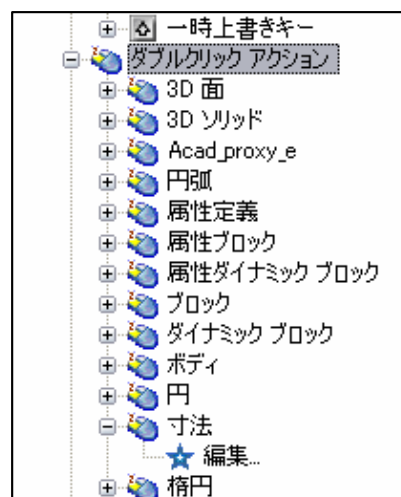 一時上書きキー
ダブルクリック アクション
3D 面
3D ソリッド
Acad_proxy_e
円弧
属性定義
属性ブロック
属性ダイナミック ブロック
ブロック
ダイナミック ブロック
ボディ
円
寸法
編集...
楕円